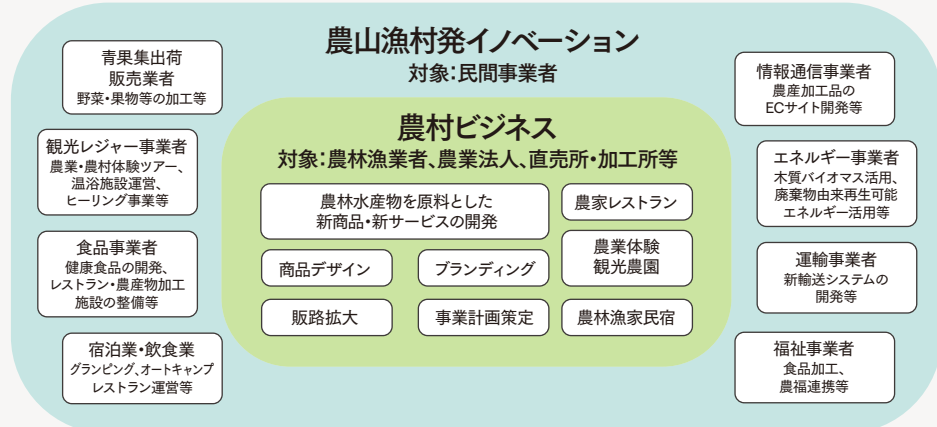 農山漁村発イノベーション
対象:民間事業者
青果集出荷
販売業者
野菜・果物等の加工等
観光レジャー事業者
農業・農村体験ツアー、
温浴施設運営、
ヒーリング事業等
食品事業者
健康食品の開発、
レストラン・農産物加工
施設の整備等
宿泊業・飲食業
グランピング、オートキャンプ
レストラン運営等
農村ビジネス
対象:農林漁業者、農業法人、直売所・加工所等
農林水産物を原料とした
新商品・新サービスの開発
農家レストラン
商品デザイン
ブランディング
農業体験
観光農園
販路拡大
事業計画策定
農林漁家民宿
情報通信事業者
農産加工品の
ECサイト開発等
エネルギー事業者
木質バイオマス活用、
廃棄物由来再生可能
エネルギー活用等
運輸事業者
新輸送システムの
開発等
福祉事業者
食品加工、
農福連携等